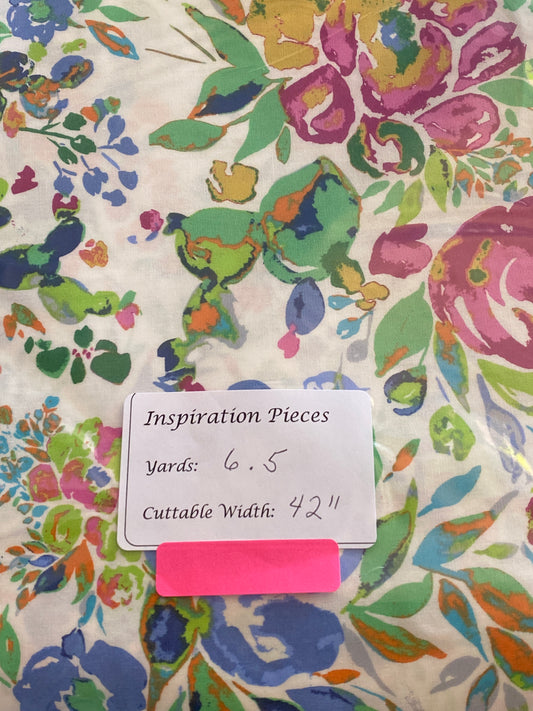 Inspiration Pieces
Yards: 6.5
Cuttable Width: 42"